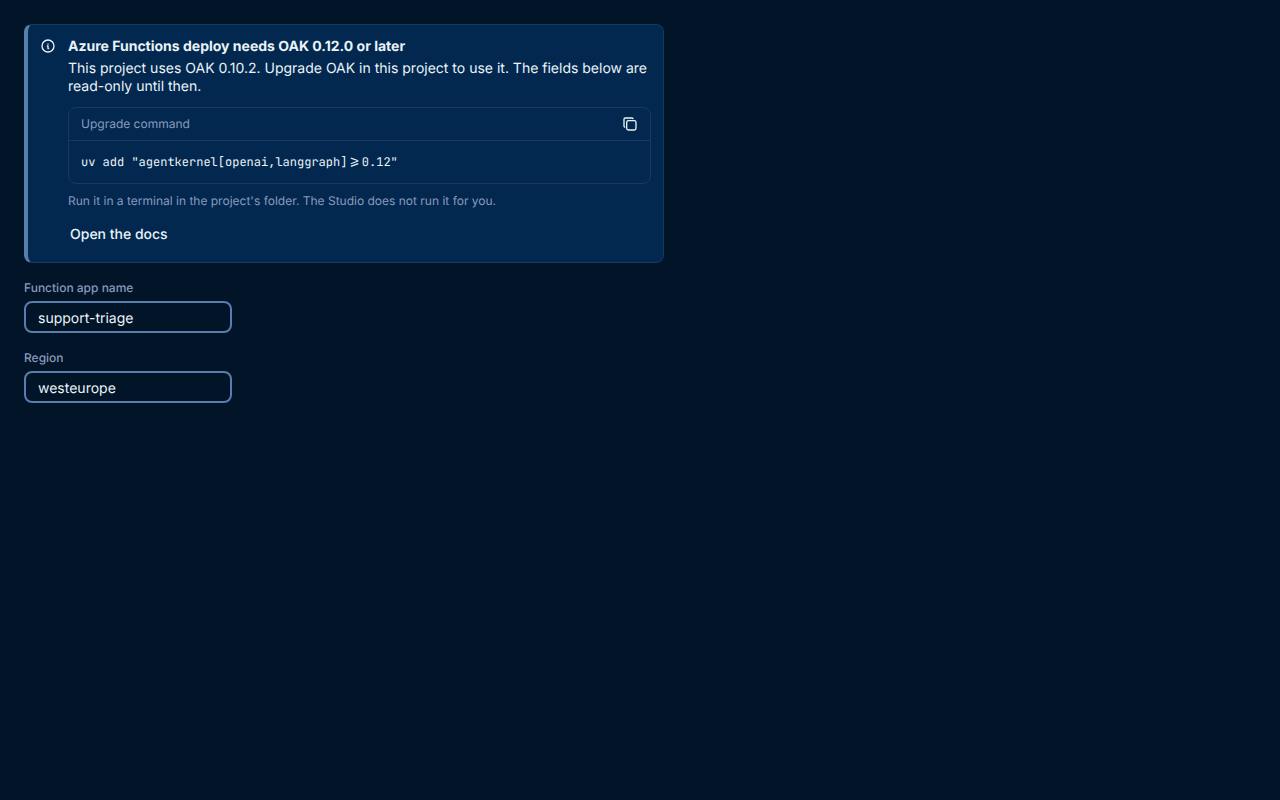 Azure Functions deploy needs OAK 0.12.0 or later
This project uses OAK 0.10.2. Upgrade OAK in this project to use it. The fields below are
read-only until then.
Upgrade command
uv add "agentkernel[openai,langgraph]>=0.12"
Run it in a terminal in the project's folder. The Studio does not run it for you.
Open the docs
Function app name
support-triage
Region
westeurope